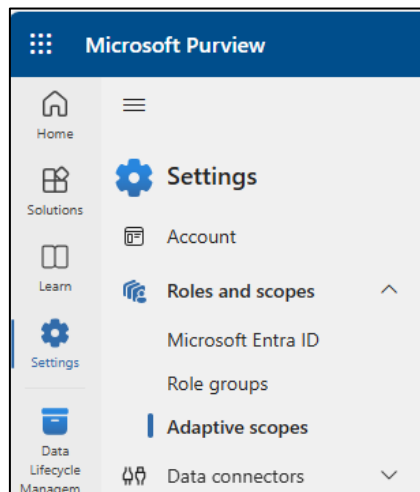 Microsoft Purview
Home
Solutions
Learn
Settings
Data
Lifecycle
Managem
Settings
Account
Roles and scopes
Microsoft Entra ID
Role groups
Adaptive scopes
Data connectors